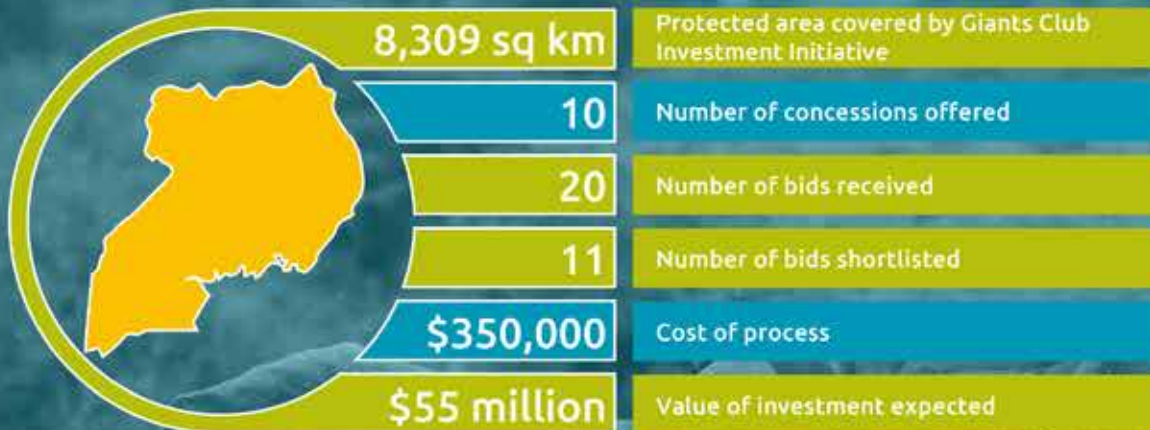 8,309 sq km
Protected area covered by Giants Club
Investment Initiative
10
Number of concessions offered
20
Number of bids received
11
Number of bids shortlisted
$350,000
Cost of process
$55 million
Value of investment expected